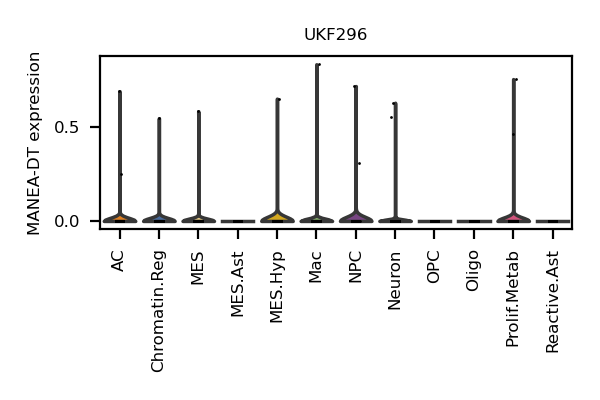 UKF296
MANEA-DT expression
0.5
0.0
AC
Chromatin.Reg
MES
MES.Ast
MES.Hyp
Mac
NPC
Neuron
OPC
Oligo
Prolif.Metab
Reactive.Ast